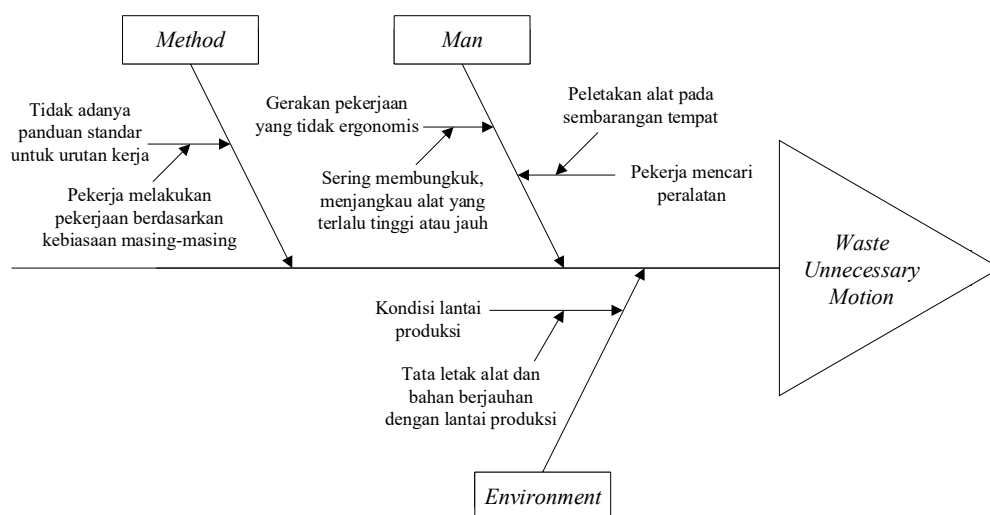 Method
Man
Tidak adanya
panduan standar
untuk urutan kerja
Pekerja melakukan
pekerjaan berdasarkan
kebiasaan masing-masing
Gerakan pekerjaan
yang tidak ergonomis
Sering membungkuk,
menjangkau alat yang
terlalu tinggi atau jauh
Peletakan alat pada
sembarangan tempat
Pekerja mencari
peralatan
Waste
Unnecessary
Motion
Kondisi lantai
produksi
Tata letak alat dan
bahan berjauhan
dengan lantai produksi
Environment